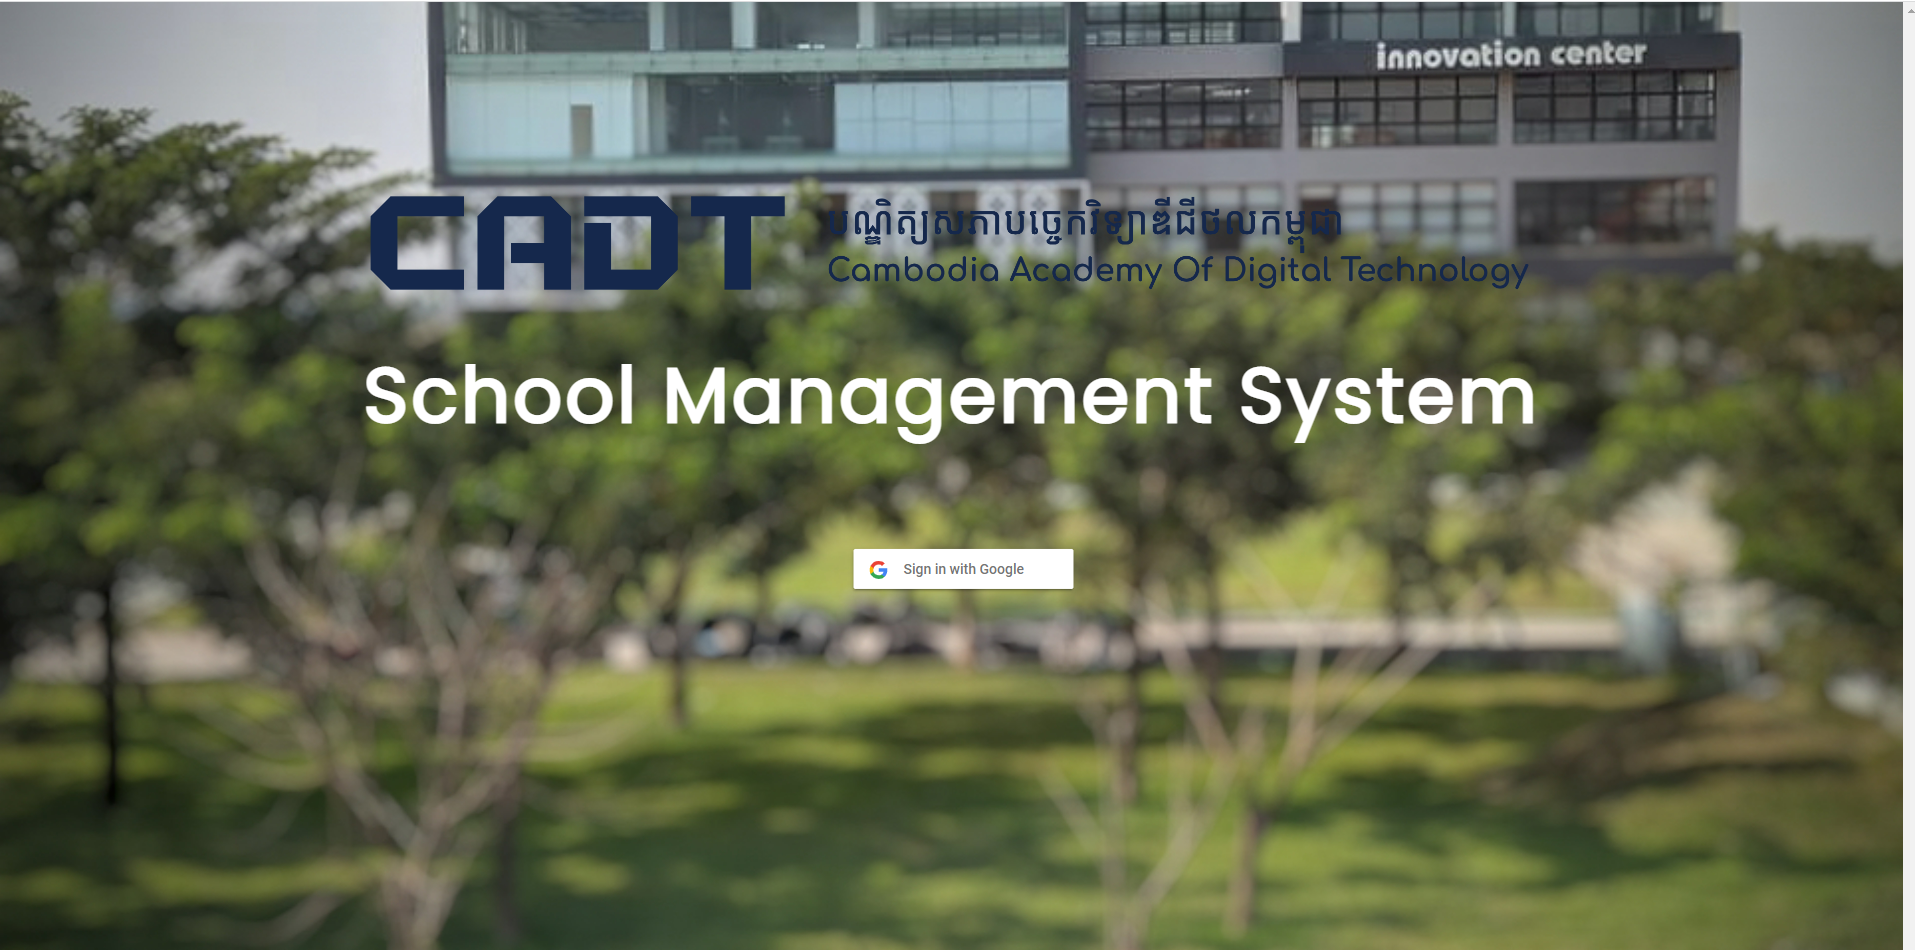 innovation center
CADT
បណ្ឌិត្យសភាបច្ចេកវិទ្យាឌីជីថលកម្ពុជា
Cambodia Academy Of Digital Technology
School Management System
Sign in with Google